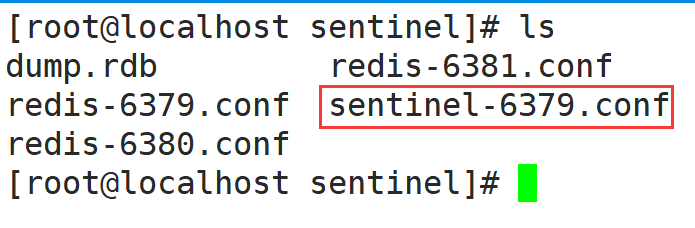 [root@localhost sentinel]# ls
dump.rdb redis-6381.conf
redis-6379.conf sentinel-6379.conf
redis-6380.conf
[root@localhost sentinel]#